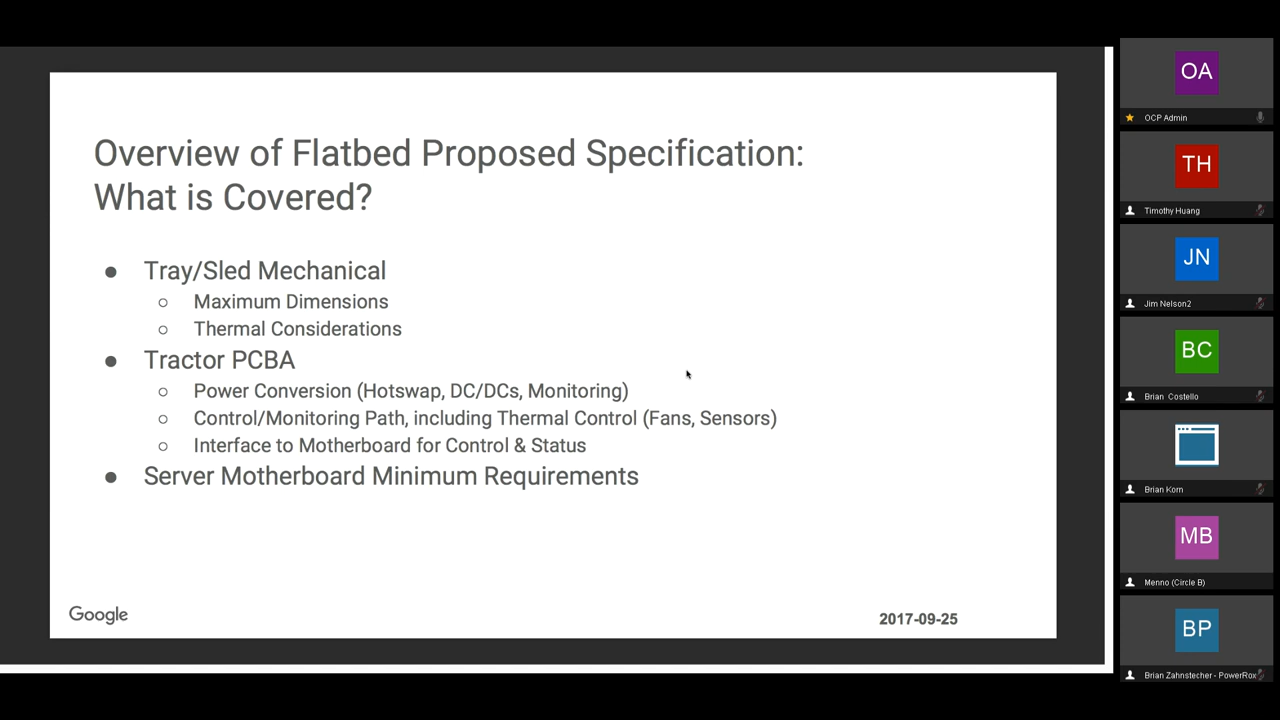 Overview of Flatbed Proposed Specification:
What is Covered?
● Tray/Sled Mechanical
○ Maximum Dimensions
○ Thermal Considerations
● Tractor PCBA
○ Power Conversion (Hotswap, DC/DCs, Monitoring)
○ Control/Monitoring Path, including Thermal Control (Fans, Sensors)
○ Interface to Motherboard for Control & Status
● Server Motherboard Minimum Requirements
Google
2017-09-25
OA
OCP Admin
TH
Timothy Huang
JN
Jim Nelson2
BC
Brian Costello
Brian Korn
MB
Menno (Circle B)
BP
Brian Zahnstecher - PowerRox